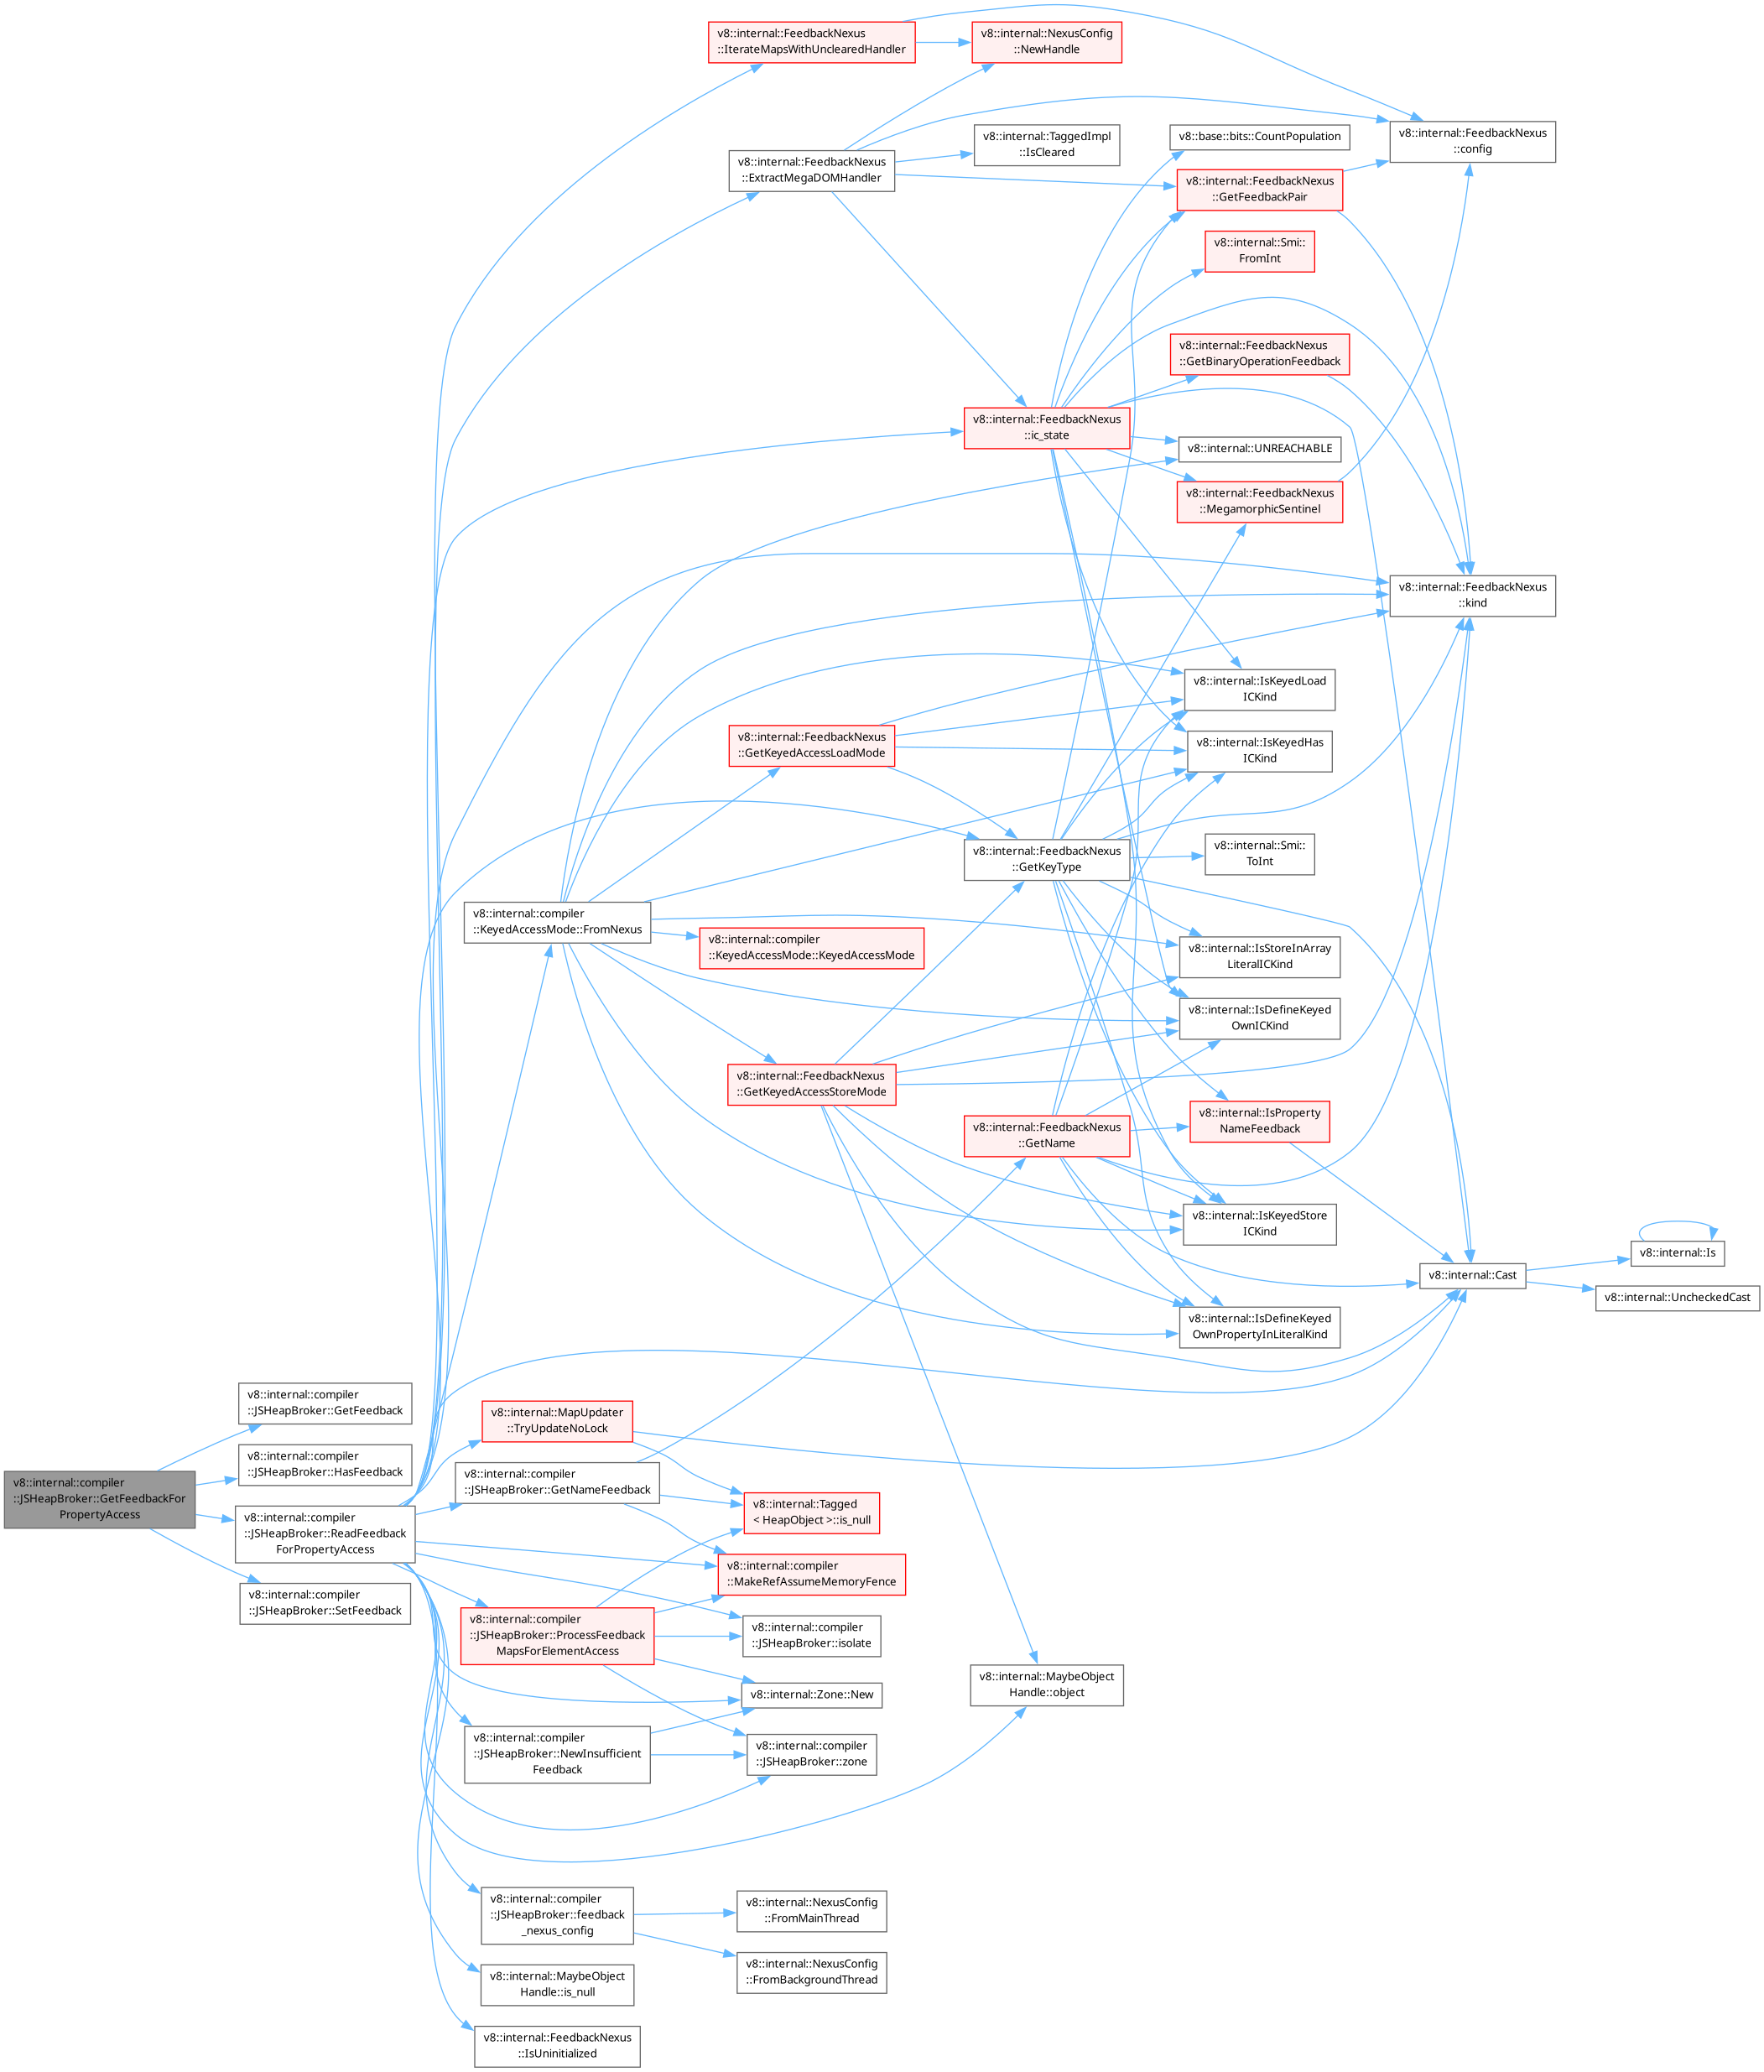 v8::internal::FeedbackNexus
::IterateMapsWithUnclearedHandler
v8::internal::NexusConfig
::NewHandle
v8::internal::FeedbackNexus
::config
v8::internal::TaggedImpl
::IsCleared
v8::base::bits::CountPopulation
v8::internal::FeedbackNexus
::ExtractMegaDOMHandler
v8::internal::FeedbackNexus
::GetFeedbackPair
v8::internal::Smi::
FromInt
v8::internal::FeedbackNexus
::GetBinaryOperationFeedback
v8::internal::FeedbackNexus
::ic_state
v8::internal::UNREACHABLE
v8::internal::FeedbackNexus
::MegamorphicSentinel
v8::internal::FeedbackNexus
::kind
v8::internal::IsKeyedLoad
ICKind
v8::internal::FeedbackNexus
::GetKeyedAccessLoadMode
v8::internal::IsKeyedHas
ICKind
v8::internal::FeedbackNexus
::GetKeyType
v8::internal::Smi::
ToInt
v8::internal::compiler
::KeyedAccessMode::FromNexus
v8::internal::compiler
::KeyedAccessMode::KeyedAccessMode
v8::internal::IsStoreInArray
LiteralICKind
v8::internal::IsDefineKeyed
OwnICKind
v8::internal::FeedbackNexus
::GetKeyedAccessStoreMode
v8::internal::FeedbackNexus
::GetName
v8::internal::IsProperty
NameFeedback
v8::internal::IsKeyedStore
ICKind
v8::internal::Is
v8::internal::Cast
v8::internal::UncheckedCast
v8::internal::IsDefineKeyed
OwnPropertyInLiteralKind
v8::internal::compiler
::JSHeapBroker::GetFeedback
v8::internal::MapUpdater
::TryUpdateNoLock
v8::internal::compiler
::JSHeapBroker::HasFeedback
v8::internal::compiler
::JSHeapBroker::GetNameFeedback
v8::internal::compiler
::JSHeapBroker::GetFeedbackFor
PropertyAccess
v8::internal::compiler
::JSHeapBroker::ReadFeedback
ForPropertyAccess
v8::internal::Tagged
< HeapObject >::is_null
v8::internal::compiler
::MakeRefAssumeMemoryFence
v8::internal::compiler
::JSHeapBroker::SetFeedback
v8::internal::compiler
::JSHeapBroker::ProcessFeedback
MapsForElementAccess
v8::internal::compiler
::JSHeapBroker::isolate
v8::internal::MaybeObject
Handle::object
v8::internal::Zone::New
v8::internal::compiler
::JSHeapBroker::NewInsufficient
Feedback
v8::internal::compiler
::JSHeapBroker::zone
v8::internal::compiler
::JSHeapBroker::feedback
_nexus_config
v8::internal::NexusConfig
::FromMainThread
v8::internal::NexusConfig
::FromBackgroundThread
v8::internal::MaybeObject
Handle::is_null
v8::internal::FeedbackNexus
::IsUninitialized